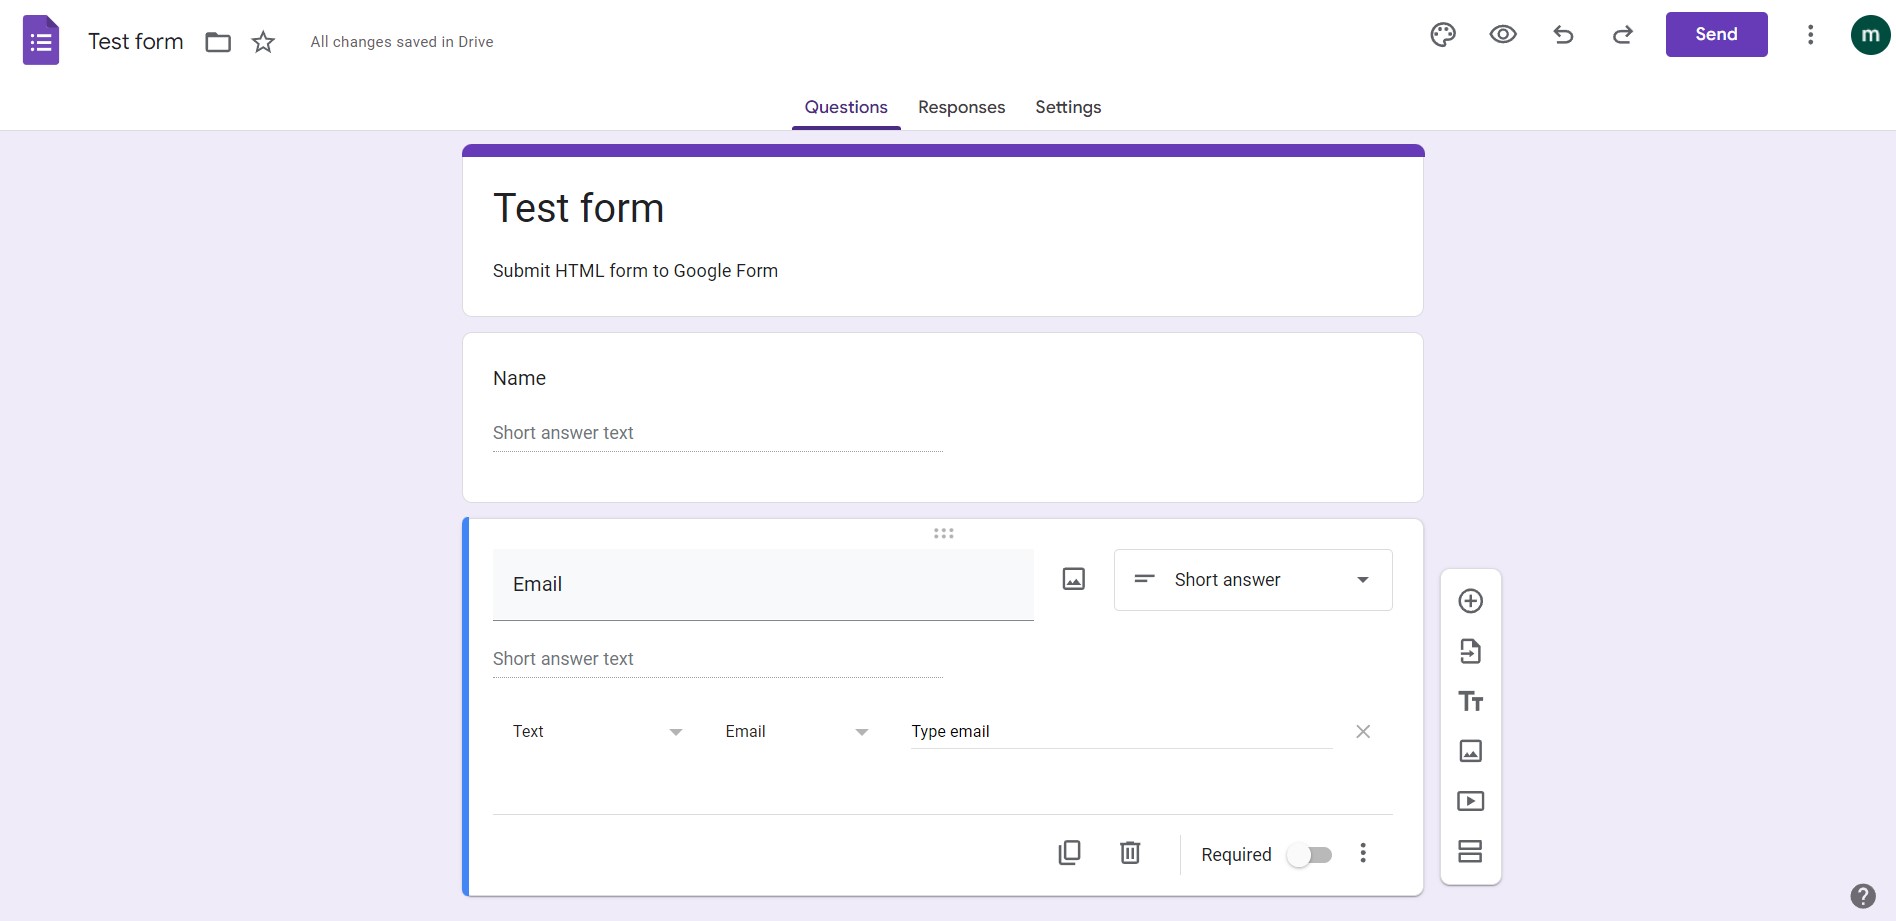 Test form
All changes saved in Drive
Send
m
Questions Responses Settings
Test form
Submit HTML form to Google Form
Name
Short answer text
Email
Short answer
Short answer text
Text Email Type email
Required